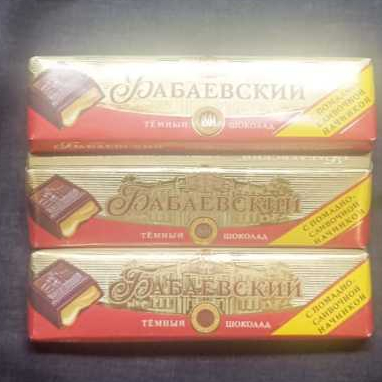 Бабаевский
ТЁМНЫЙ ШОКОЛАД
ПОМАДНО-
СЛИВОЧНОЙ
НАЧИНКОЙ
Бабаевский
ТЁМНЫЙ ШОКОЛАД
С ПОМАДНО-
СЛИВОЧНОЙ
НАЧИНКОЙ
Бабаевский
ТЁМНЫЙ ШОКОЛАД
С ПОМАДНО-
СЛИВОЧНОЙ
НАЧИНКОЙ